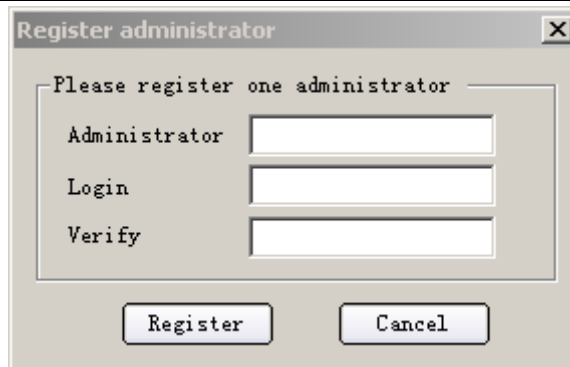 Register administrator
Please register one administrator
Administrator
Login
Verify
Register Cancel